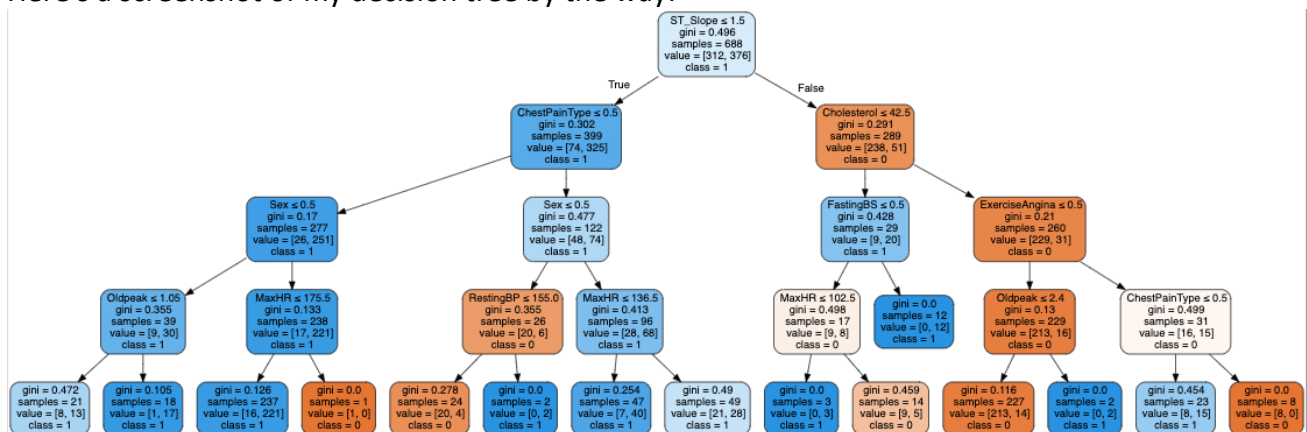 Here's a screenshot of my decision tree by the way:
ST_Slope ≤ 1.5
gini = 0.496
samples = 688
value = [312, 376]
class = 1
True
False
ChestPainType ≤ 0.5
gini = 0.302
samples = 399
value = [74, 325]
class = 1
Cholesterol ≤ 42.5
gini = 0.291
samples = 289
value = [238, 51]
class = 0
Sex ≤ 0.5
gini = 0.17
samples = 277
value = [26, 251]
class = 1
Sex ≤ 0.5
gini = 0.477
samples = 122
value = [48, 74]
class = 1
FastingBS ≤ 0.5
gini = 0.428
samples = 29
value = [9, 20]
class = 1
ExerciseAngina ≤ 0.5
gini = 0.21
samples = 260
value = [229, 31]
class = 0
Oldpeak ≤ 1.05
gini = 0.355
samples = 39
value = [9, 30]
class = 1
MaxHR ≤ 175.5
gini = 0.133
samples = 238
value = [17, 221]
class = 1
RestingBP ≤ 155.0
gini = 0.355
samples = 26
value = [20, 6]
class = 0
MaxHR ≤ 136.5
gini = 0.413
samples = 96
value = [28, 68]
class = 1
MaxHR ≤ 102.5
gini = 0.498
samples = 17
value = [9, 8]
class = 0
gini = 0.0
samples = 12
value = [0, 12]
class = 1
Oldpeak ≤ 2.4
gini = 0.13
samples = 229
value = [213, 16]
class = 0
ChestPainType ≤ 0.5
gini = 0.499
samples = 31
value = [16, 15]
class = 0
gini = 0.472
samples = 21
value = [8, 13]
class = 1
gini = 0.105
samples = 18
value = [1, 17]
class = 1
gini = 0.126
samples = 237
value = [16, 221]
class = 1
gini = 0.0
samples = 1
value = [1, 0]
class = 0
gini = 0.278
samples = 24
value = [20, 4]
class = 0
gini = 0.0
samples = 2
value = [0, 2]
class = 1
gini = 0.254
samples = 47
value = [7, 40]
class = 1
gini = 0.49
samples = 49
value = [21, 28]
class = 1
gini = 0.0
samples = 3
value = [0, 3]
class = 1
gini = 0.459
samples = 14
value = [9, 5]
class = 0
gini = 0.116
samples = 227
value = [213, 14]
class = 0
gini = 0.0
samples = 2
value = [0, 2]
class = 1
gini = 0.454
samples = 23
value = [8, 15]
class = 1
gini = 0.0
samples = 8
value = [8, 0]
class = 0